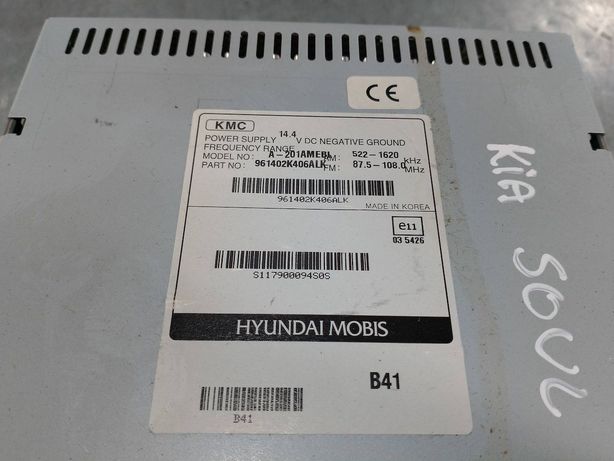 CE
KMC
POWER SUPPLY 14.4 V DC NEGATIVE GROUND
FREQUENCY RANGE
MODEL NO: A-201AMEBL AM: 522-1620 kHz
PART NO: 961402K406ALK FM: 87.5-108.0 MHz
961402K406ALK
MADE IN KOREA
e11
03 5426
S117900094S0S
HYUNDAI MOBIS
B41
B41
KiA SOUL